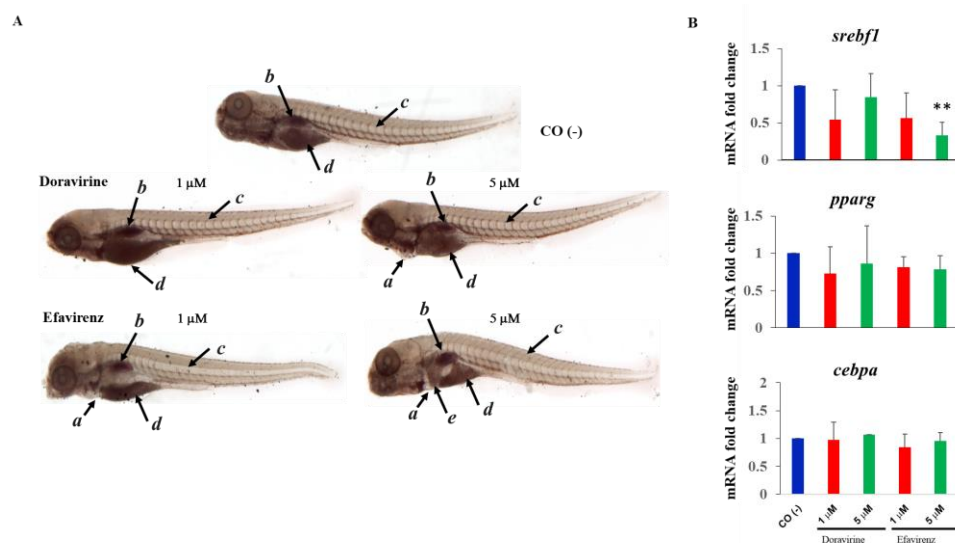 A
b
c
CO (-)
d
Doravirine 1 μM
b
c
d
5 μM
b
c
a
d
Efavirenz 1 μM
b
c
a
d
5 μM
b
c
a
e
d
B
srebf1
mRNA fold change
1.5
1
0.5
0
**
pparg
mRNA fold change
1.5
1
0.5
0
cebpa
mRNA fold change
2
1.5
1
0.5
0
CO (-) 1 μM 5 μM 1 μM 5 μM
Doravirine Efavirenz